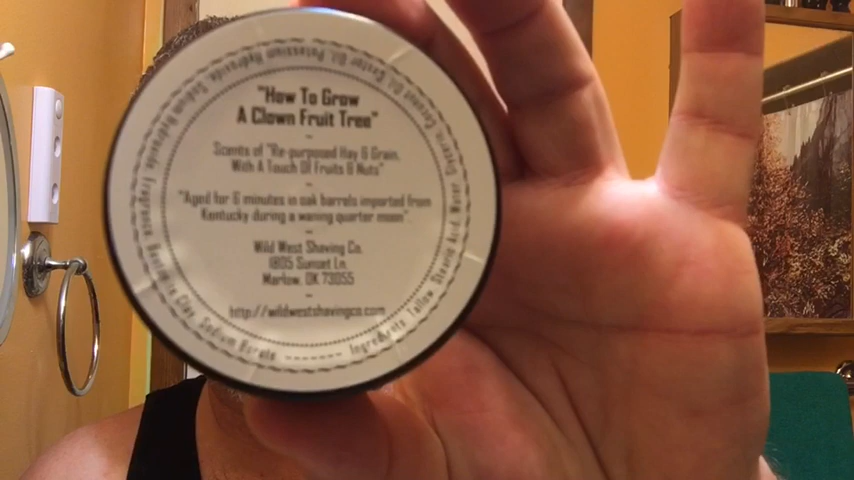 "How To Grow
A Clown Fruit Tree"
Scents of "Re-purposed Hay & Grain,
With A Touch Of Fruits & Nuts"
"Aged for 6 minutes in oak barrels imported from
Kentucky during a waning quarter moon"
Wild West Shaving Co.
1805 Sunset Ln.
Marlow, OK 73055
http://wildwestshavingco.com
Ingredients Tallow, Stearic Acid, Water, Glycerin, Coconut Oil, Castor Oil, Potassium Hydroxide, Sodium Hydroxide, Fragrance, Bentonite Clay, Sodium Borate -------